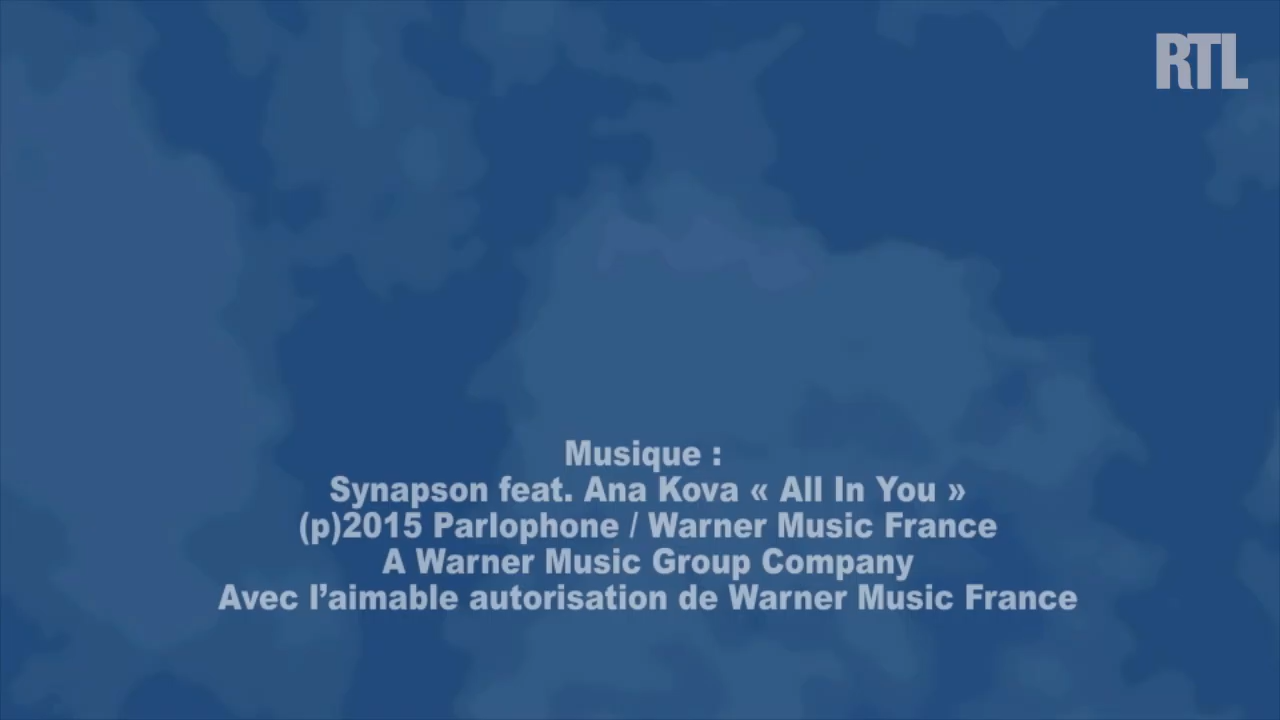 RTL
Musique :
Synapson feat. Ana Kova « All In You »
(p)2015 Parlophone / Warner Music France
A Warner Music Group Company
Avec l’aimable autorisation de Warner Music France